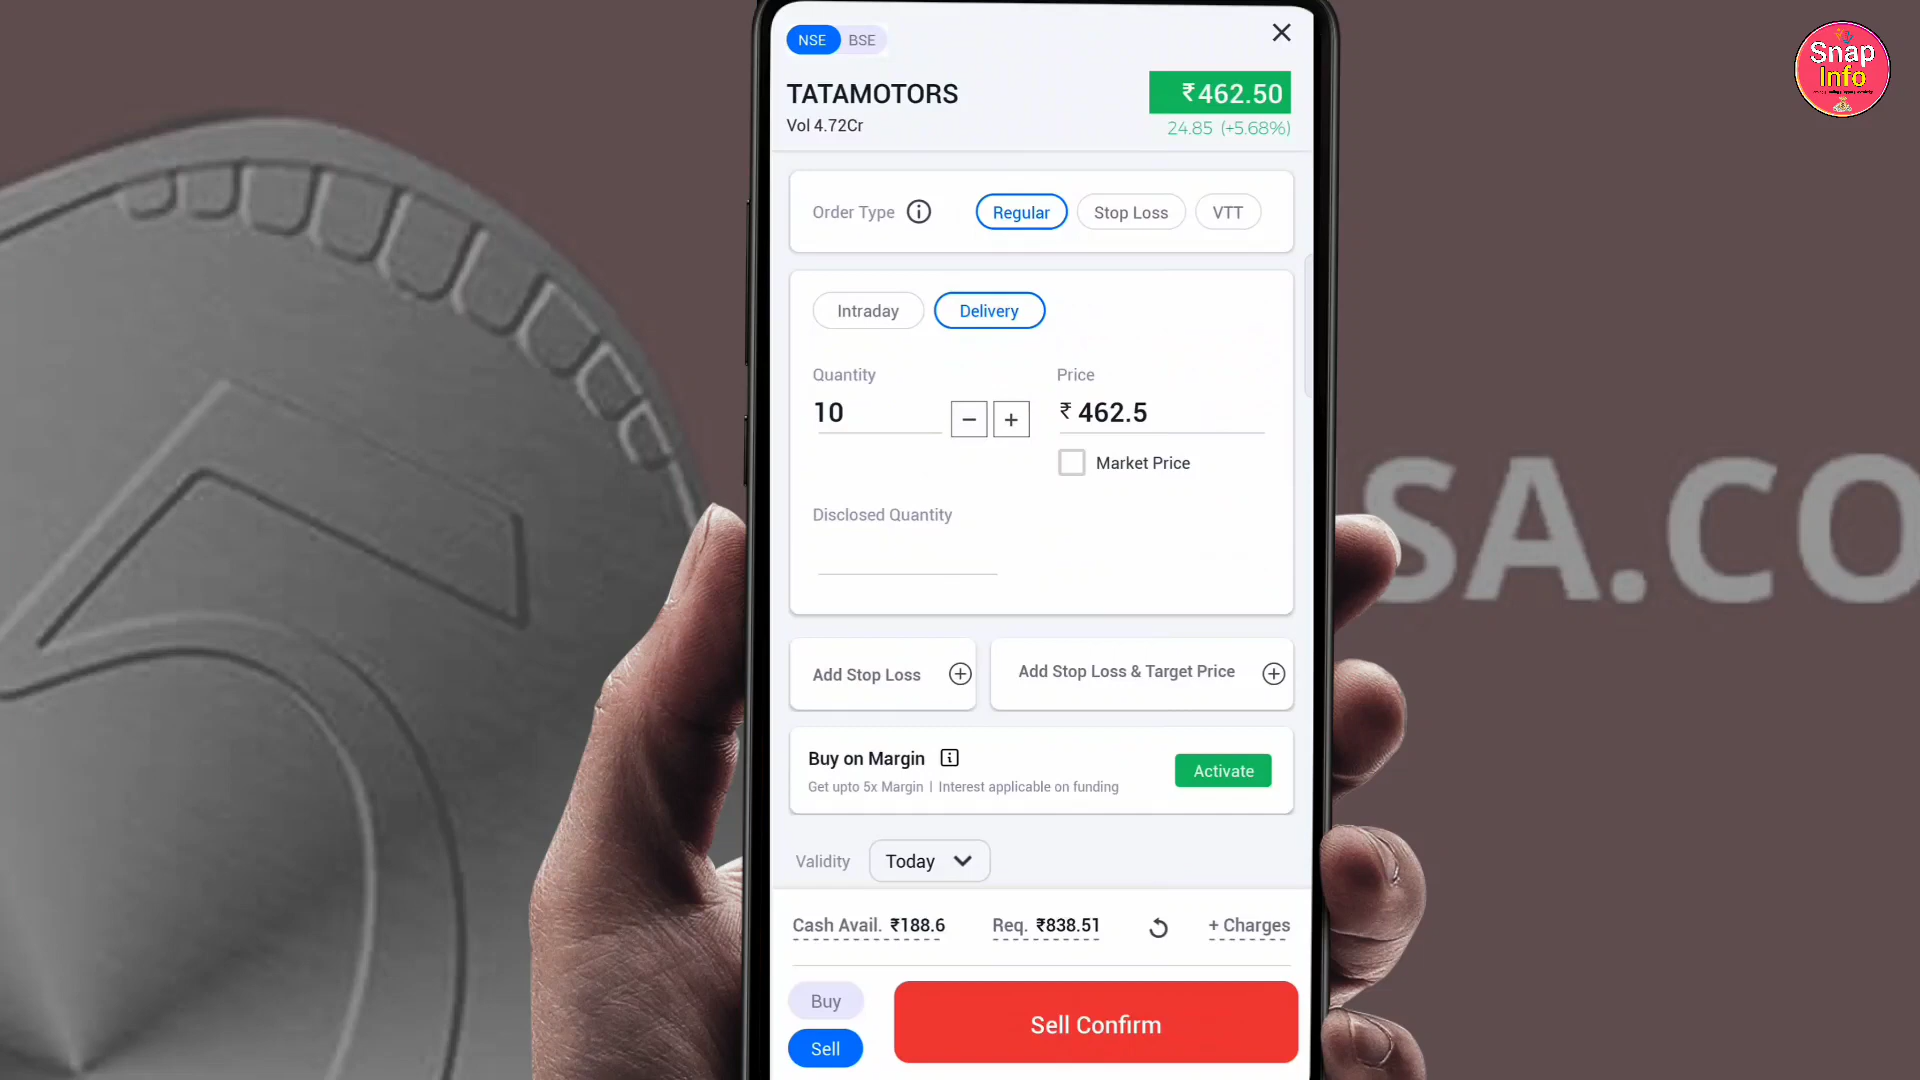 NSE BSE
Snap
Info
TATAMOTORS ₹462.50
Vol 4.72Cr 24.85 (+5.68%)
Order Type Regular Stop Loss VTT
Intraday Delivery
Quantity Price
10 ₹ 462.5
Market Price
SA.CO
Disclosed Quantity
Add Stop Loss Add Stop Loss & Target Price
Buy on Margin
Get upto 5x Margin | Interest applicable on funding
Activate
Validity Today
Cash Avail. ₹188.6 Req. ₹838.51 + Charges
Buy
Sell
Sell Confirm